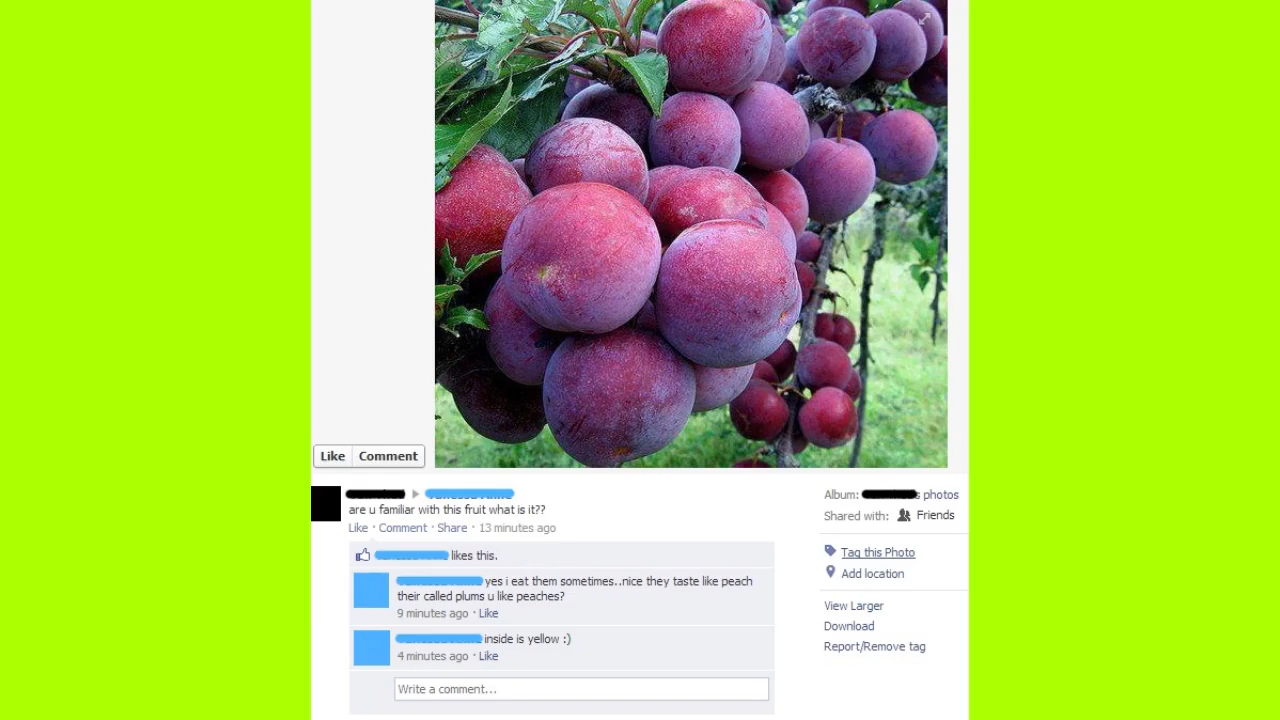 Like Comment
are u familiar with this fruit what is it??
Like · Comment · Share · 13 minutes ago
likes this.
yes i eat them sometimes..nice they taste like peach
their called plums u like peaches?
9 minutes ago · Like
inside is yellow :)
4 minutes ago · Like
Write a comment...
Album: s photos
Shared with: Friends
Tag this Photo
Add location
View Larger
Download
Report/Remove tag